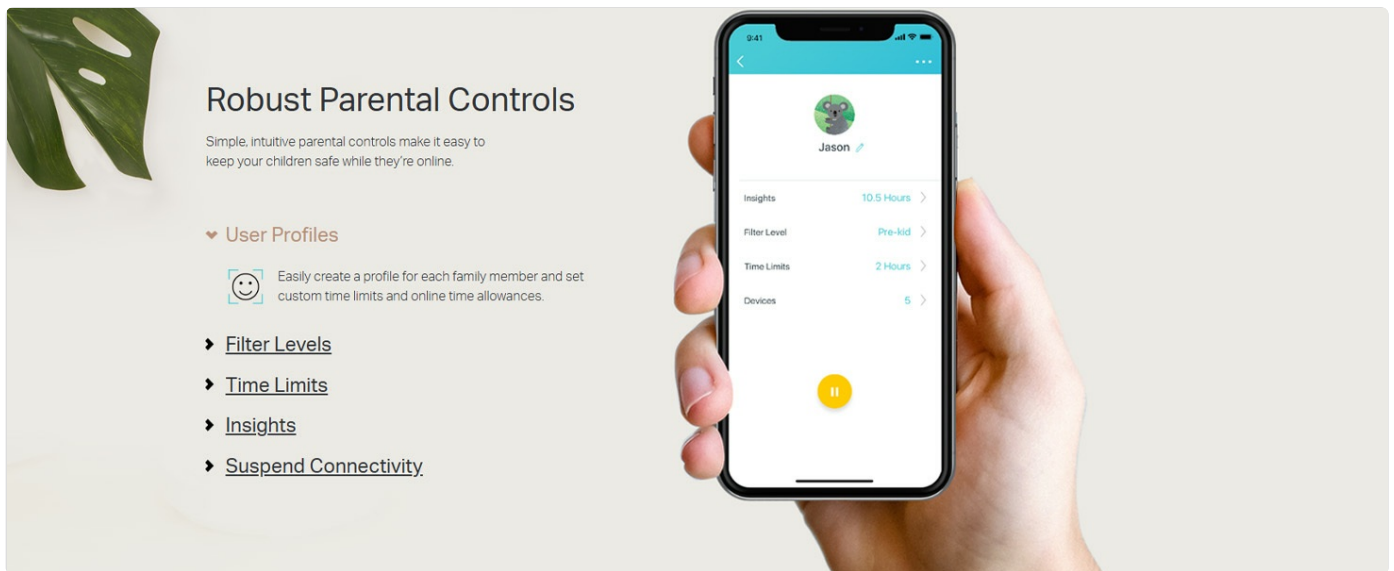 Robust Parental Controls
Simple, intuitive parental controls make it easy to
keep your children safe while they’re online.
User Profiles
Easily create a profile for each family member and set
custom time limits and online time allowances.
Filter Levels
Time Limits
Insights
Suspend Connectivity
9:41
Jason
Insights 10.5 Hours
Filter Level Pre-kid
Time Limits 2 Hours
Devices 5